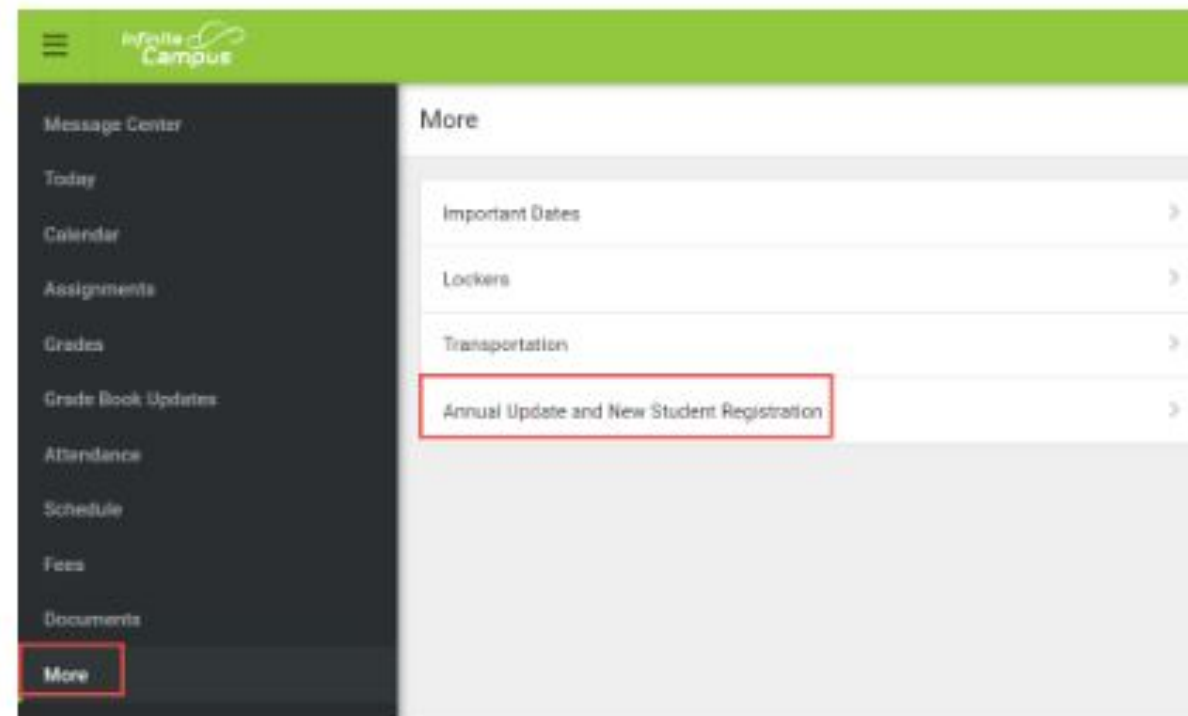 Infinite
Campus
Message Center
Today
Calendar
Assignments
Grades
Grade Book Updates
Attendance
Schedule
Fees
Documents
More
More
Important Dates
Lockers
Transportation
Annual Update and New Student Registration